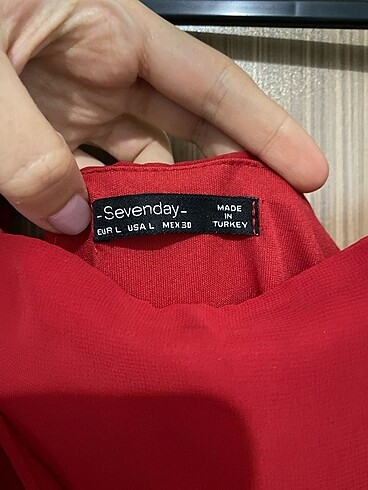 -Sevenday-
EUR L USA L MEX 30
MADE
IN
TURKEY